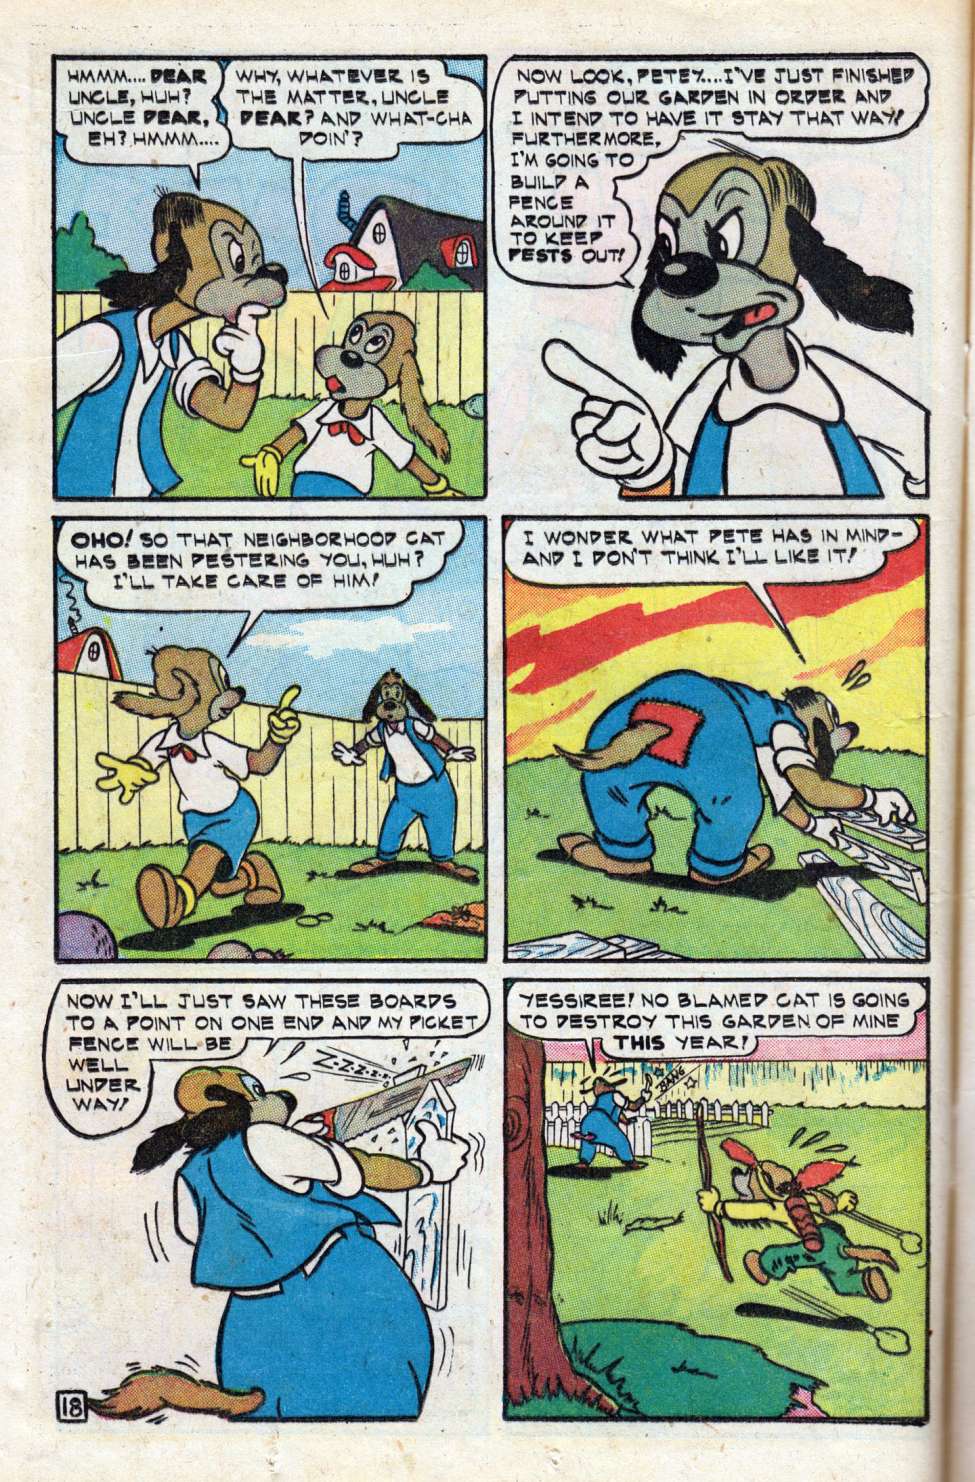 HMMM.... DEAR
UNCLE, HUH?
UNCLE DEAR,
EH? HMMM....
WHY, WHATEVER IS
THE MATTER, UNCLE
DEAR? AND WHAT-CHA
DOIN'?
NOW LOOK, PETEY...I'VE JUST FINISHED
PUTTING OUR GARDEN IN ORDER AND
I INTEND TO HAVE IT STAY THAT WAY!
FURTHERMORE,
I'M GOING TO
BUILD A
FENCE
AROUND IT
TO KEEP
PESTS OUT!
OHO! SO THAT NEIGHBORHOOD CAT
HAS BEEN PESTERING YOU, HUH?
I'LL TAKE CARE OF HIM!
I WONDER WHAT PETE HAS IN MIND-
AND I DON'T THINK I'LL LIKE IT!
NOW I'LL JUST SAW THESE BOARDS
TO A POINT ON ONE END AND MY PICKET
FENCE WILL BE
WELL
UNDER
WAY!
Z-Z-Z-Z-Z-
18
YESSIREE! NO BLAMED CAT IS GOING
TO DESTROY THIS GARDEN OF MINE
THIS YEAR!
BANG